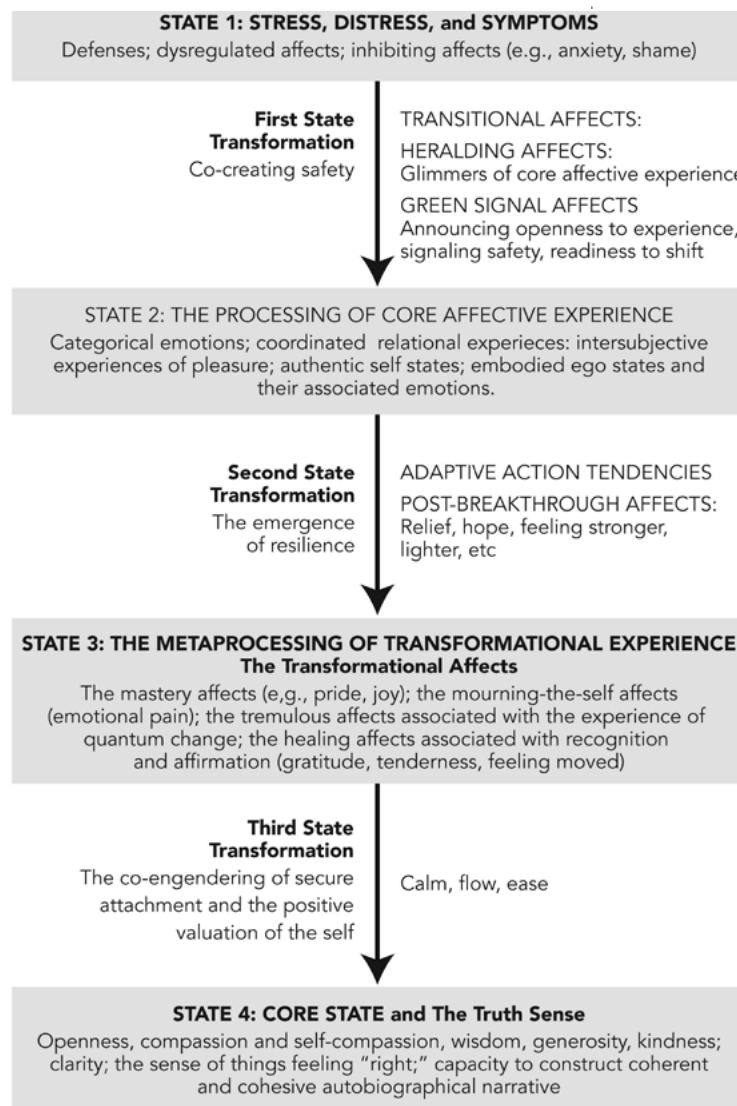 STATE 1: STRESS, DISTRESS, and SYMPTOMS
Defenses; dysregulated affects; inhibiting affects (e.g., anxiety, shame)
First State
Transformation
Co-creating safety
TRANSITIONAL AFFECTS:
HERALDING AFFECTS:
Glimmers of core affective experience
GREEN SIGNAL AFFECTS
Announcing openness to experience,
signaling safety, readiness to shift
STATE 2: THE PROCESSING OF CORE AFFECTIVE EXPERIENCE
Categorical emotions; coordinated relational experieces: intersubjective
experiences of pleasure; authentic self states; embodied ego states and
their associated emotions.
Second State
Transformation
The emergence
of resilience
ADAPTIVE ACTION TENDENCIES
POST-BREAKTHROUGH AFFECTS:
Relief, hope, feeling stronger,
lighter, etc
STATE 3: THE METAPROCESSING OF TRANSFORMATIONAL EXPERIENCE
The Transformational Affects
The mastery affects (e,g., pride, joy); the mourning-the-self affects
(emotional pain); the tremulous affects associated with the experience of
quantum change; the healing affects associated with recognition
and affirmation (gratitude, tenderness, feeling moved)
Third State
Transformation
The co-engendering of secure
attachment and the positive
valuation of the self
Calm, flow, ease
STATE 4: CORE STATE and The Truth Sense
Openness, compassion and self-compassion, wisdom, generosity, kindness;
clarity; the sense of things feeling “right;” capacity to construct coherent
and cohesive autobiographical narrative